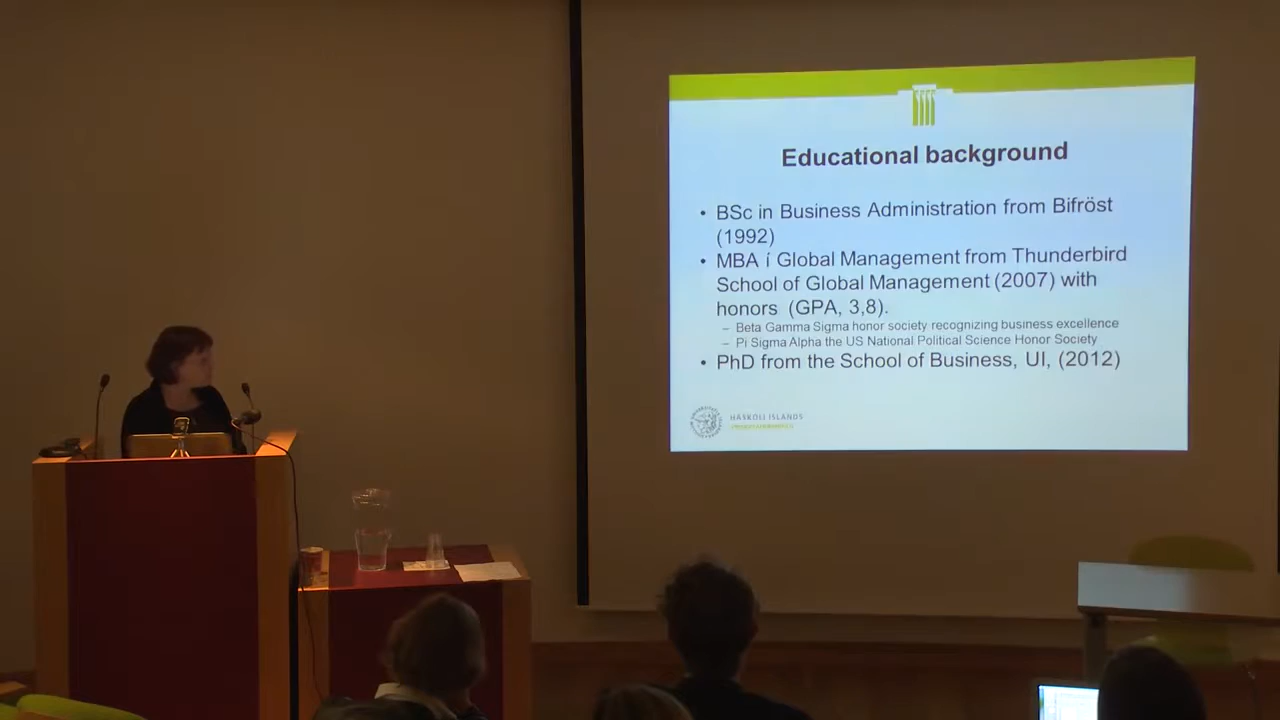 Educational background
• BSc in Business Administration from Bifröst
(1992)
• MBA í Global Management from Thunderbird
School of Global Management (2007) with
honors (GPA, 3,8).
– Beta Gamma Sigma honor society recognizing business excellence
– Pi Sigma Alpha the US National Political Science Honor Society
• PhD from the School of Business, UI, (2012)
HÁSKÓLI ÍSLANDS